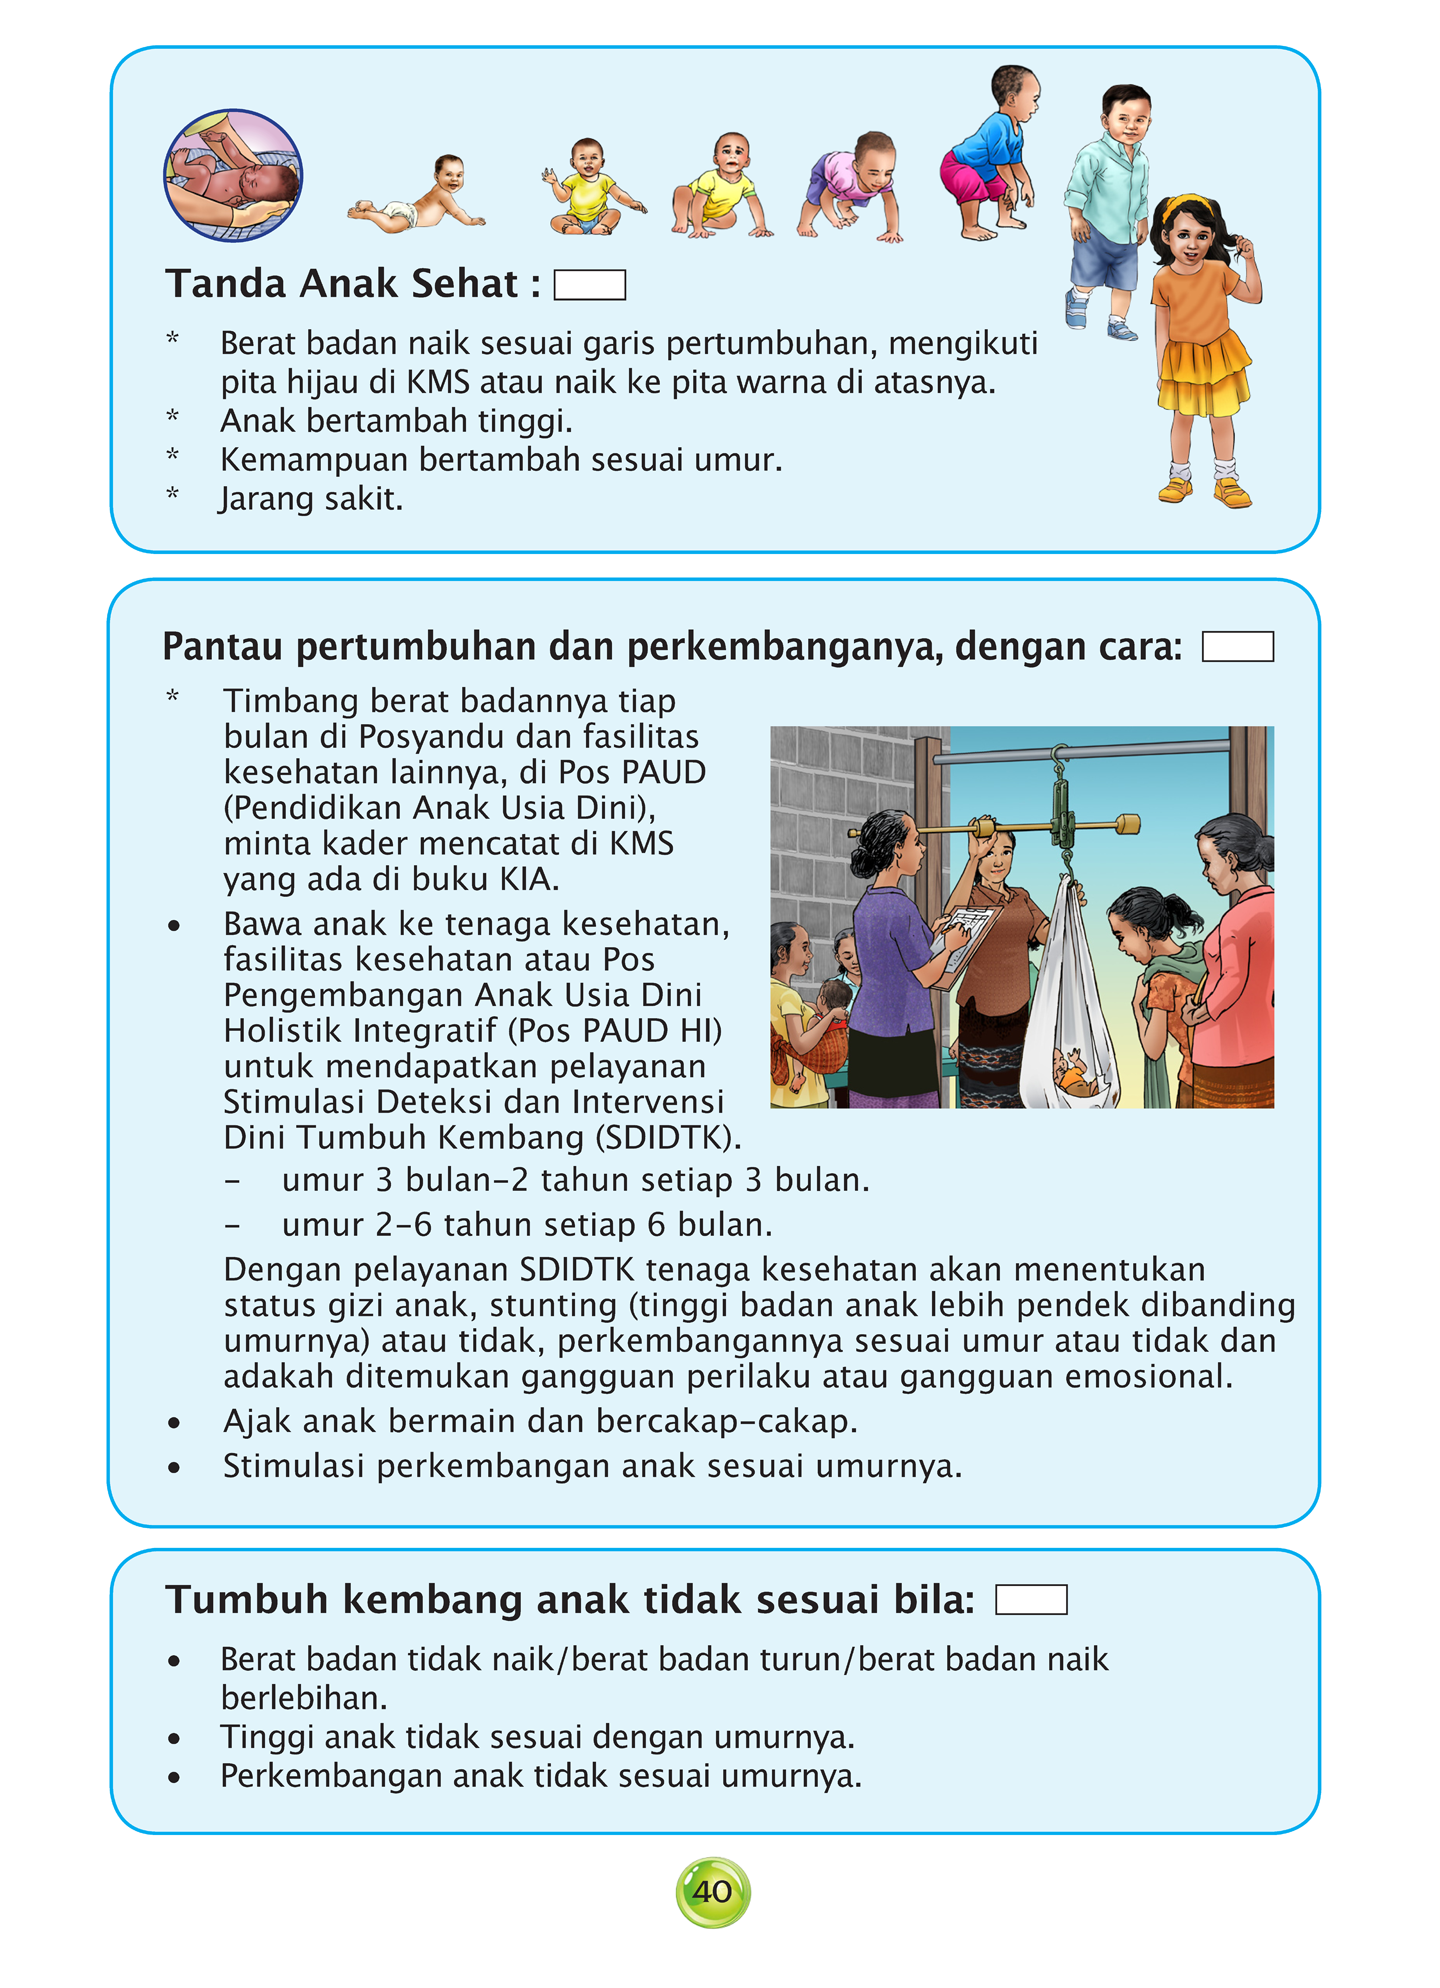 Tanda Anak Sehat :
* Berat badan naik sesuai garis pertumbuhan, mengikuti
pita hijau di KMS atau naik ke pita warna di atasnya.
* Anak bertambah tinggi.
* Kemampuan bertambah sesuai umur.
* Jarang sakit.
Pantau pertumbuhan dan perkembanganya, dengan cara:
* Timbang berat badannya tiap
bulan di Posyandu dan fasilitas
kesehatan lainnya, di Pos PAUD
(Pendidikan Anak Usia Dini),
minta kader mencatat di KMS
yang ada di buku KIA.
• Bawa anak ke tenaga kesehatan,
fasilitas kesehatan atau Pos
Pengembangan Anak Usia Dini
Holistik Integratif (Pos PAUD HI)
untuk mendapatkan pelayanan
Stimulasi Deteksi dan Intervensi
Dini Tumbuh Kembang (SDIDTK).
– umur 3 bulan–2 tahun setiap 3 bulan.
– umur 2–6 tahun setiap 6 bulan.
Dengan pelayanan SDIDTK tenaga kesehatan akan menentukan
status gizi anak, stunting (tinggi badan anak lebih pendek dibanding
umurnya) atau tidak, perkembangannya sesuai umur atau tidak dan
adakah ditemukan gangguan perilaku atau gangguan emosional.
• Ajak anak bermain dan bercakap–cakap.
• Stimulasi perkembangan anak sesuai umurnya.
Tumbuh kembang anak tidak sesuai bila:
• Berat badan tidak naik/berat badan turun/berat badan naik
berlebihan.
• Tinggi anak tidak sesuai dengan umurnya.
• Perkembangan anak tidak sesuai umurnya.
40